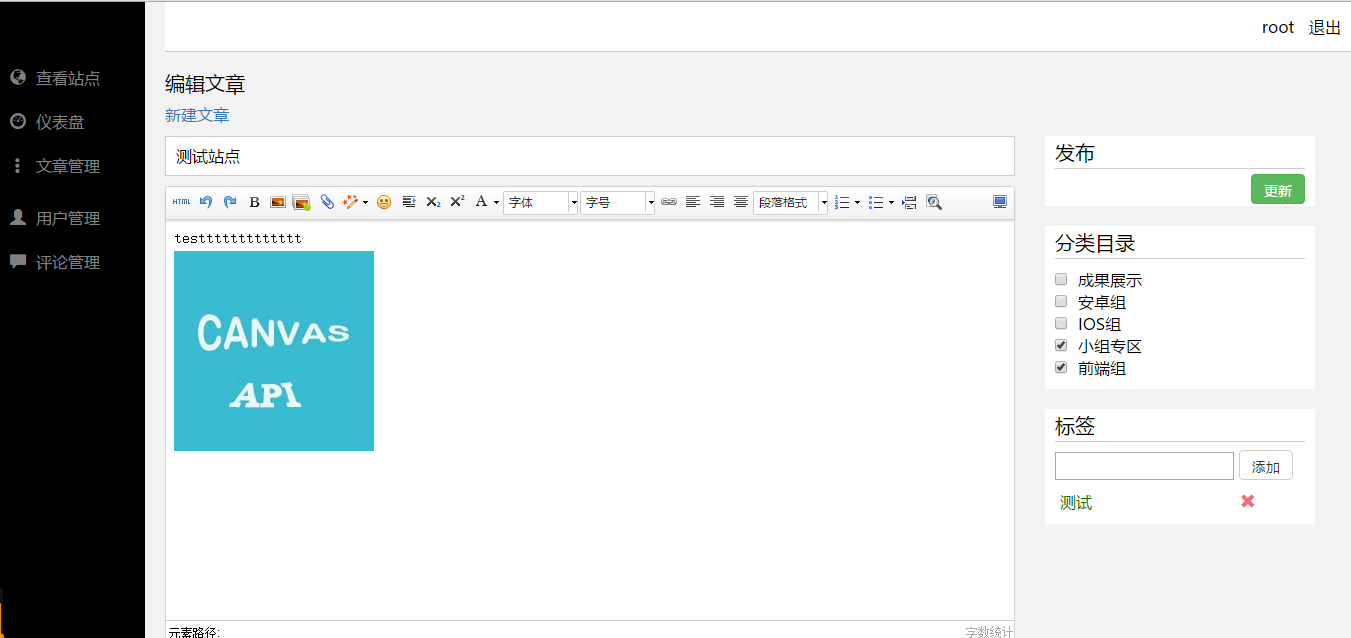 root 退出
查看站点
仪表盘
文章管理
用户管理
评论管理
编辑文章
新建文章
测试站点
HTML B X₂ X² A 字体 字号 段落格式
testttttttttttttt
CANVAS
API
元素路径:
字数统计
发布
更新
分类目录
成果展示
安卓组
IOS组
小组专区
前端组
标签
添加
测试